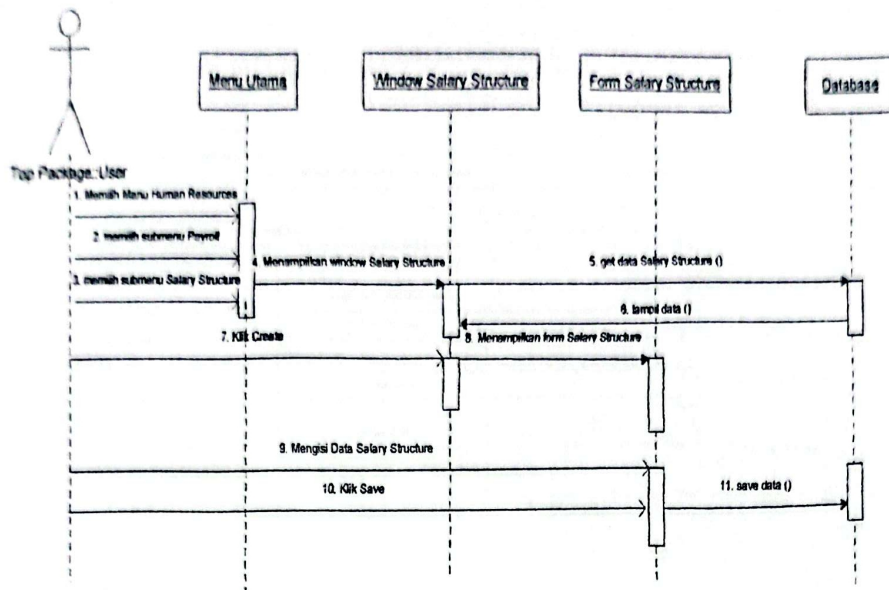 Menu Utama
Window Salary Structure
Form Salary Structure
Database
Top Package::User
1. Memilih Menu Human Resources
2. memilih submenu Payroll
3. memilih submenu Salary Structure
4. Menampilkan window Salary Structure
5. get data Salary Structure ()
6. tampil data ()
7. Klik Create
8. Menampilkan form Salary Structure
9. Mengisi Data Salary Structure
10. Klik Save
11. save data ()